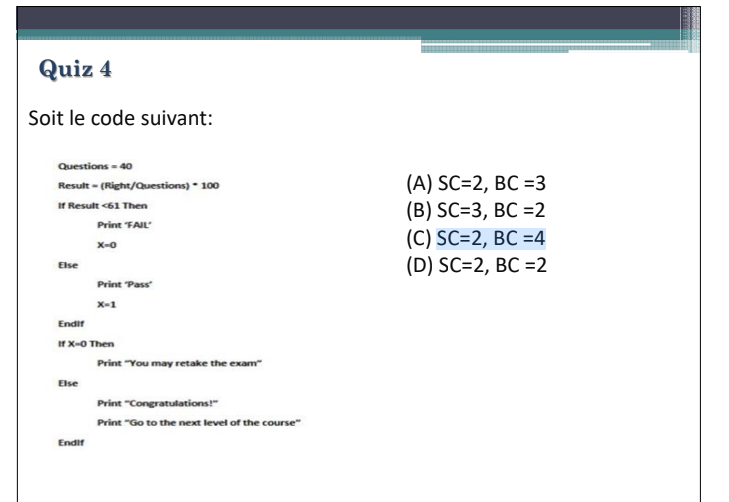 Quiz 4
Soit le code suivant:
Questions = 40
Result = (Right/Questions) * 100
If Result <61 Then
Print 'FAIL'
X=0
Else
Print 'Pass'
X=1
EndIf
If X=0 Then
Print "You may retake the exam"
Else
Print "Congratulations!"
Print "Go to the next level of the course"
EndIf
(A) SC=2, BC =3
(B) SC=3, BC =2
(C) SC=2, BC =4
(D) SC=2, BC =2